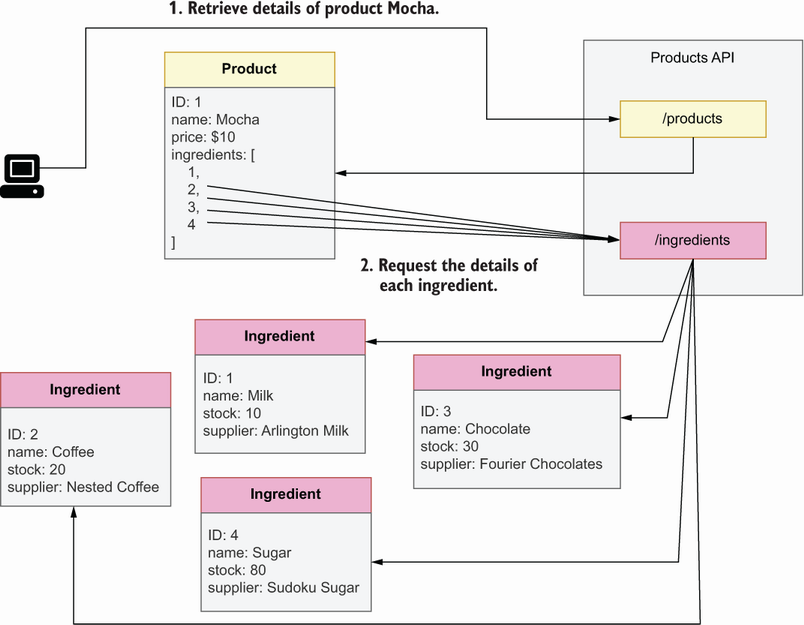 1. Retrieve details of product Mocha.
Products API
/products
/ingredients
Product
ID: 1
name: Mocha
price: $10
ingredients: [
1,
2,
3,
4
]
2. Request the details of
each ingredient.
Ingredient
ID: 1
name: Milk
stock: 10
supplier: Arlington Milk
Ingredient
ID: 3
name: Chocolate
stock: 30
supplier: Fourier Chocolates
Ingredient
ID: 2
name: Coffee
stock: 20
supplier: Nested Coffee
Ingredient
ID: 4
name: Sugar
stock: 80
supplier: Sudoku Sugar